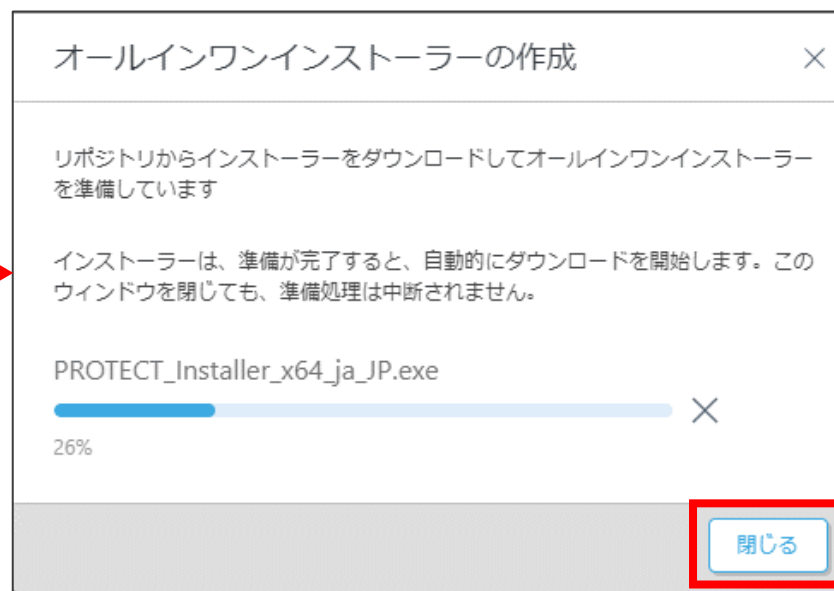 オールインワンインストーラーの作成
リポジトリからインストーラーをダウンロードしてオールインワンインストーラー
を準備しています
インストーラーは、準備が完了すると、自動的にダウンロードを開始します。この
ウィンドウを閉じても、準備処理は中断されません。
PROTECT_Installer_x64_ja_JP.exe
26%
閉じる